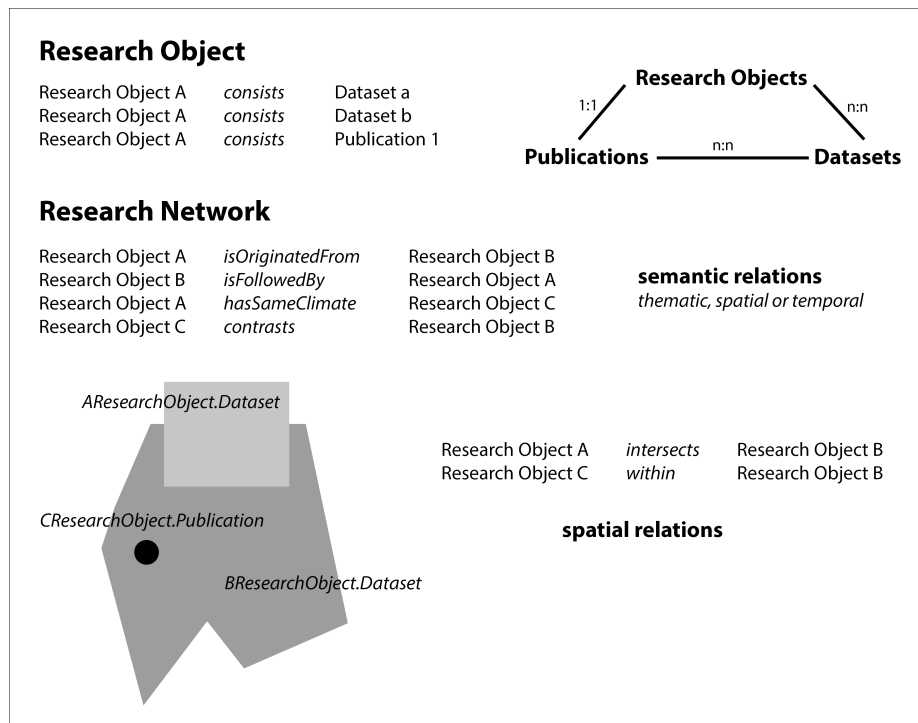 Research Object
Research Object A consists Dataset a
Research Object A consists Dataset b
Research Object A consists Publication 1
Research Objects
1:1
n:n
n:n
Publications
Datasets
Research Network
Research Object A isOriginatedFrom Research Object B
Research Object B isFollowedBy Research Object A
Research Object A hasSameClimate Research Object C
Research Object C contrasts Research Object B
semantic relations
thematic, spatial or temporal
AResearchObject.Dataset
CResearchObject.Publication
BResearchObject.Dataset
Research Object A intersects Research Object B
Research Object C within Research Object B
spatial relations